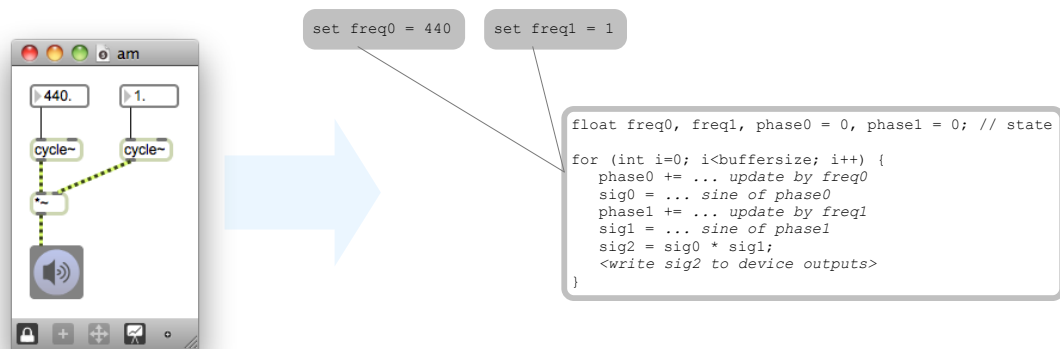 set freq0 = 440
set freq1 = 1
am
440.
1.
cycle~
cycle~
*~
float freq0, freq1, phase0 = 0, phase1 = 0; // state
for (int i=0; i<buffersize; i++) {
phase0 += ... update by freq0
sig0 = ... sine of phase0
phase1 += ... update by freq1
sig1 = ... sine of phase1
sig2 = sig0 * sig1;
<write sig2 to device outputs>
}